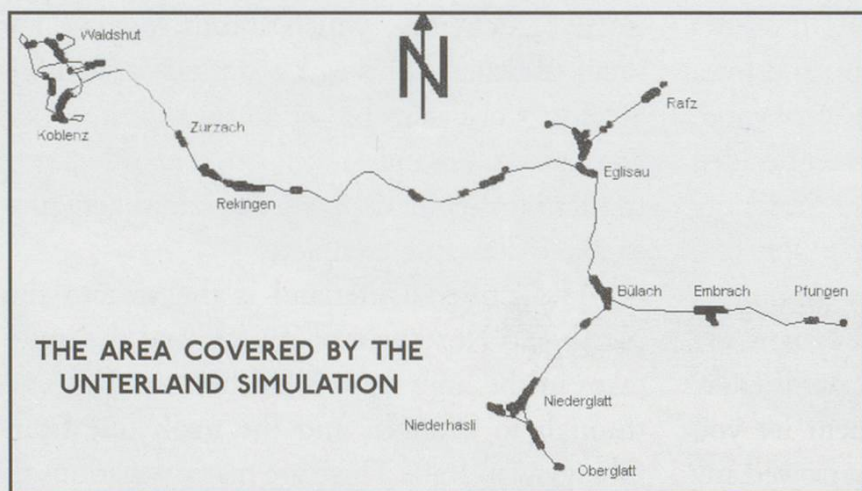 Waldshut
N
Rafz
Koblenz
Zurzach
Eglisau
Rekingen
Bülach
Embrach
Pfungen
THE AREA COVERED BY THE
UNTERLAND SIMULATION
Niederglatt
Niederhasli
Oberglatt